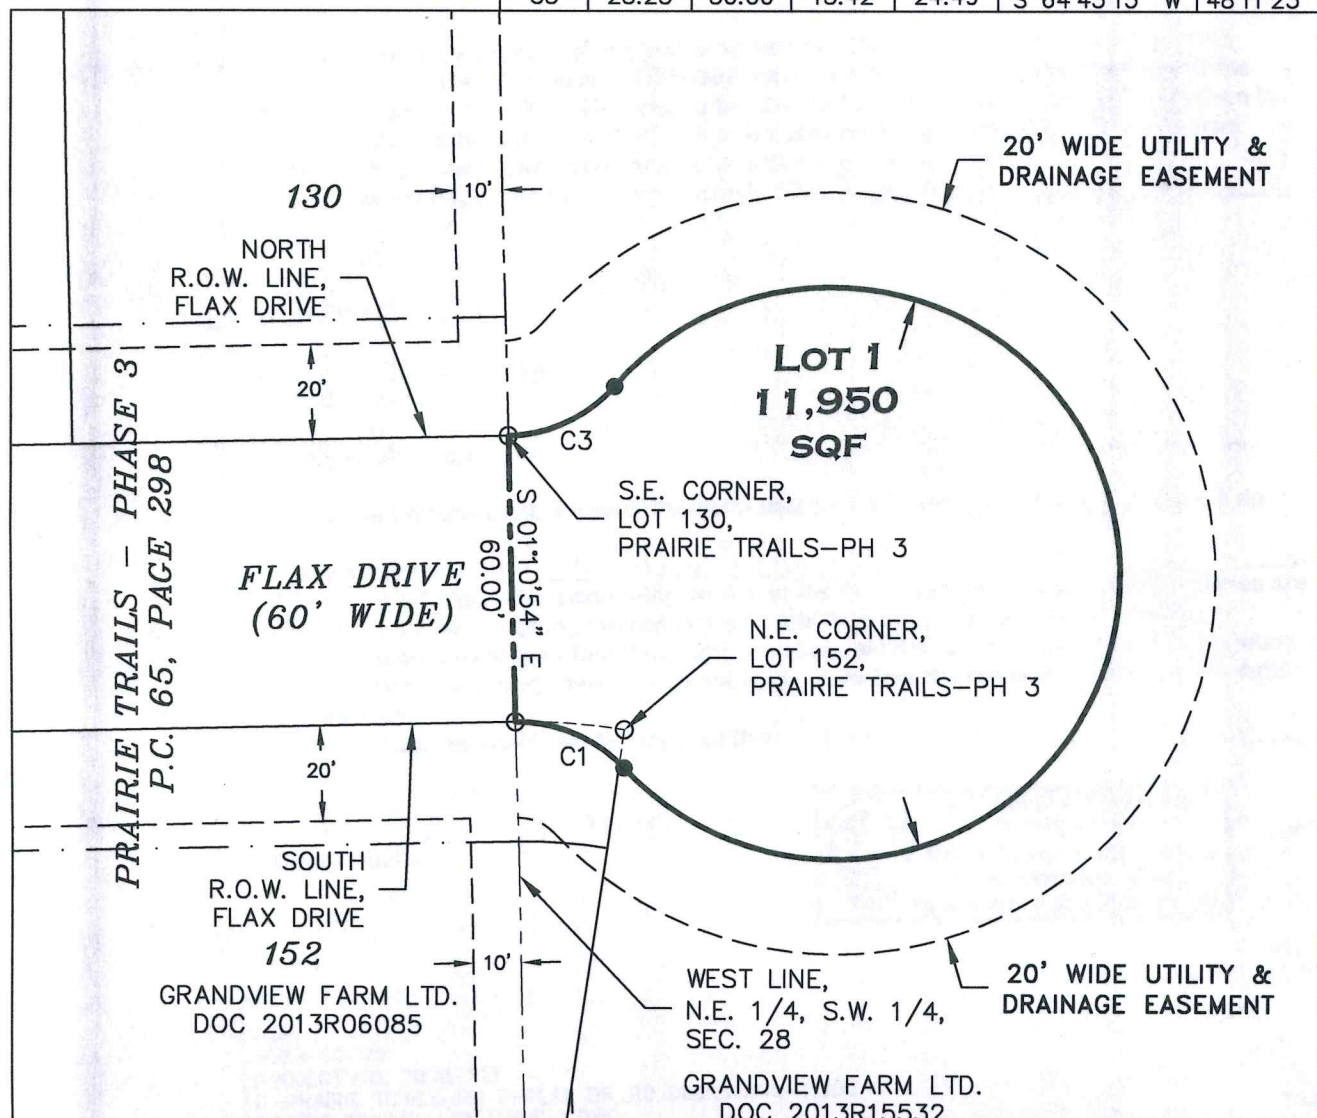 20' WIDE UTILITY &
DRAINAGE EASEMENT
130
10'
NORTH
R.O.W. LINE,
FLAX DRIVE
20'
LOT 1
11,950
SQF
C3
PRAIRIE TRAILS - PHASE 3
P.C. 65, PAGE 298
S.E. CORNER,
LOT 130,
PRAIRIE TRAILS-PH 3
S 01°10'54" E
60.00'
FLAX DRIVE
(60' WIDE)
N.E. CORNER,
LOT 152,
PRAIRIE TRAILS-PH 3
C1
20'
SOUTH
R.O.W. LINE,
FLAX DRIVE
152
10'
GRANDVIEW FARM LTD.
DOC 2013R06085
WEST LINE,
N.E. 1/4, S.W. 1/4,
SEC. 28
20' WIDE UTILITY &
DRAINAGE EASEMENT
GRANDVIEW FARM LTD.
DOC 2013R15532